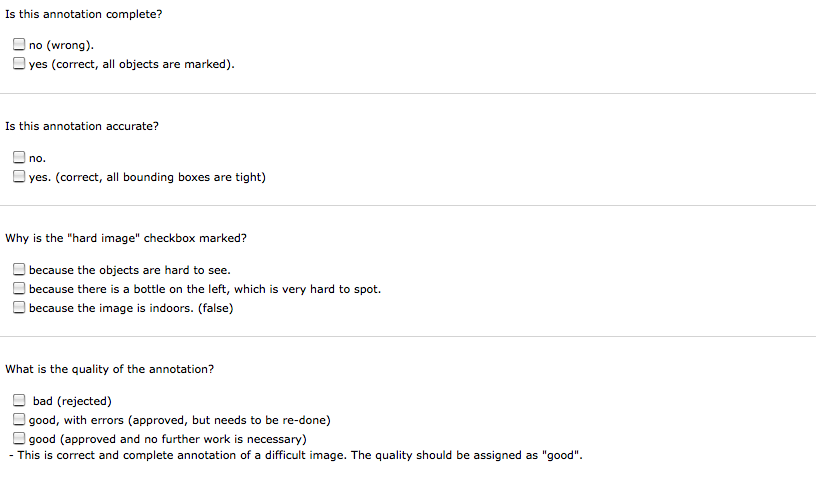 Is this annotation complete?
no (wrong).
yes (correct, all objects are marked).
Is this annotation accurate?
no.
yes. (correct, all bounding boxes are tight)
Why is the "hard image" checkbox marked?
because the objects are hard to see.
because there is a bottle on the left, which is very hard to spot.
because the image is indoors. (false)
What is the quality of the annotation?
bad (rejected)
good, with errors (approved, but needs to be re-done)
good (approved and no further work is necessary)
- This is correct and complete annotation of a difficult image. The quality should be assigned as "good".